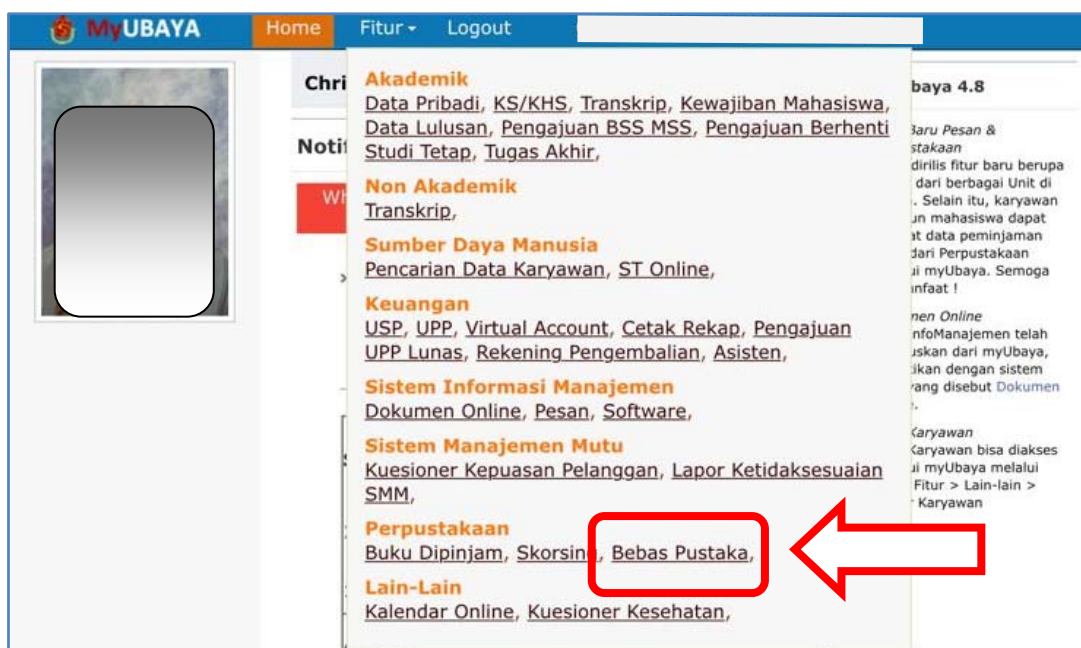 MyUBAYA Home Fitur Logout
Chri
Notif
Wh
Akademik
Data Pribadi, KS/KHS, Transkrip, Kewajiban Mahasiswa,
Data Lulusan, Pengajuan BSS MSS, Pengajuan Berhenti
Studi Tetap, Tugas Akhir,
Non Akademik
Transkrip,
Sumber Daya Manusia
Pencarian Data Karyawan, ST Online,
Keuangan
USP, UPP, Virtual Account, Cetak Rekap, Pengajuan
UPP Lunas, Rekening Pengembalian, Asisten,
Sistem Informasi Manajemen
Dokumen Online, Pesan, Software,
Sistem Manajemen Mutu
Kuesioner Kepuasan Pelanggan, Lapor Ketidaksesuaian
SMM,
Perpustakaan
Buku Dipinjam, Skorsing, Bebas Pustaka,
Lain-Lain
Kalendar Online, Kuesioner Kesehatan,
baya 4.8
Baru Pesan &
stakaan
dirilis fitur baru berupa
dari berbagai Unit di
. Selain itu, karyawan
un mahasiswa dapat
at data peminjaman
dari Perpustakaan
ui myUbaya. Semoga
nfaat !
men Online
nfoManajemen telah
uskan dari myUbaya,
tikan dengan sistem
yang disebut Dokumen
.
Karyawan
Karyawan bisa diakses
ui myUbaya melalui
Fitur > Lain-lain >
Karyawan